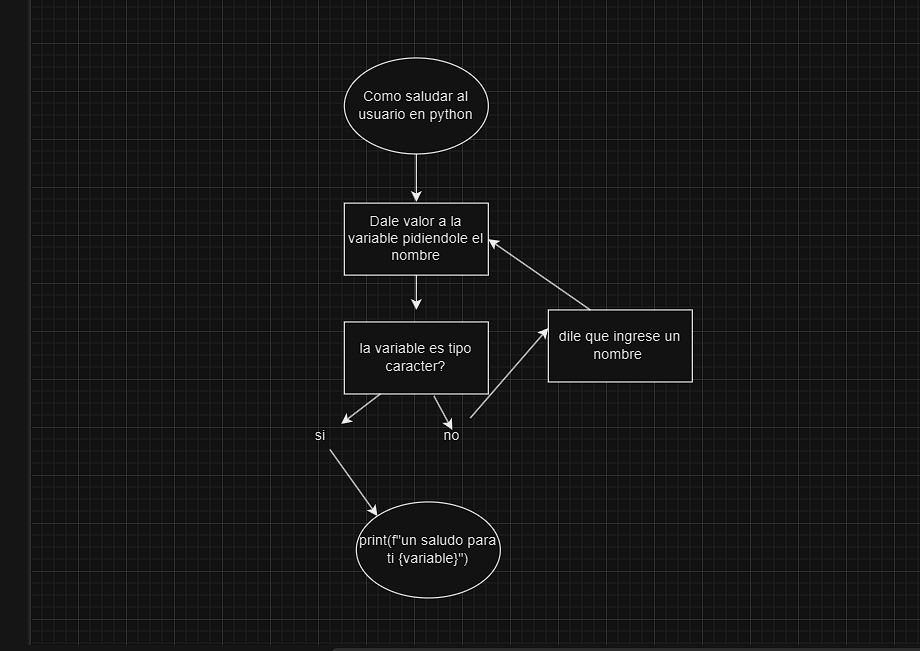 Como saludar al
usuario en python
Dale valor a la
variable pidiendole el
nombre
la variable es tipo
caracter?
dile que ingrese un
nombre
si
no
print(f"un saludo para
ti {variable}")